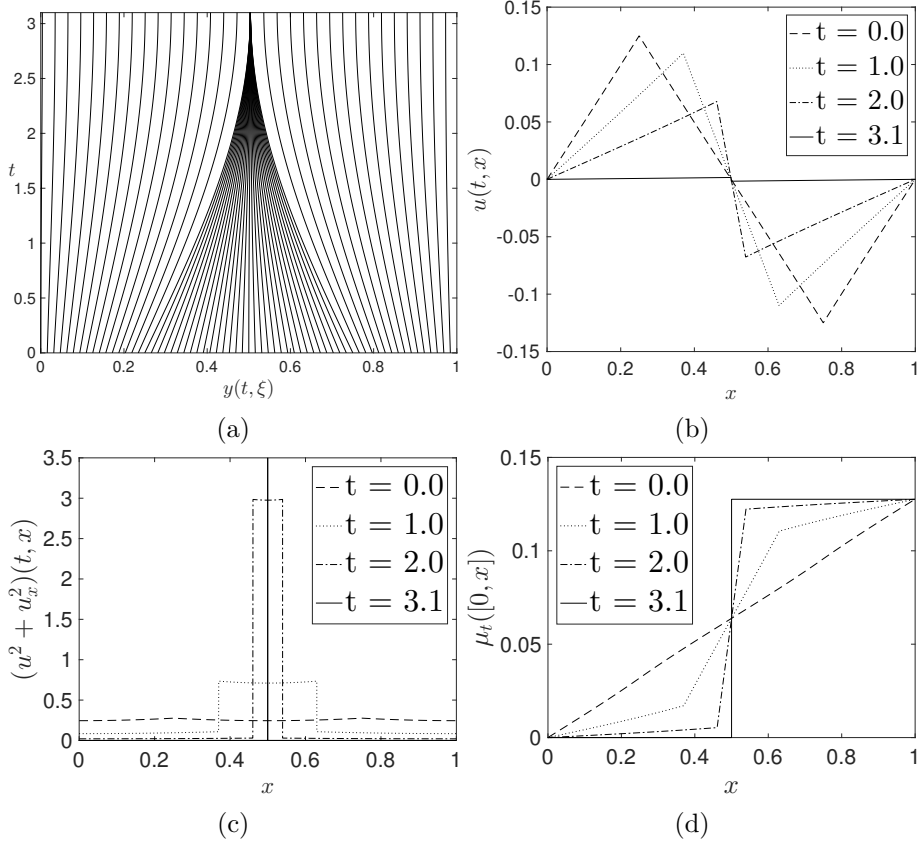 3
2.5
2
t
1.5
1
0.5
0
0 0.2 0.4 0.6 0.8 1
y(t, ξ)
(a)
0.15
0.1
0.05
0
-0.05
-0.1
-0.15
u(t, x)
t = 0.0
t = 1.0
t = 2.0
t = 3.1
0 0.2 0.4 0.6 0.8 1
x
(b)
3.5
3
2.5
2
1.5
1
0.5
0
(u² + uₓ²)(t, x)
t = 0.0
t = 1.0
t = 2.0
t = 3.1
0 0.2 0.4 0.6 0.8 1
x
(c)
0.15
0.1
0.05
0
μₜ([0, x])
t = 0.0
t = 1.0
t = 2.0
t = 3.1
0 0.2 0.4 0.6 0.8 1
x
(d)